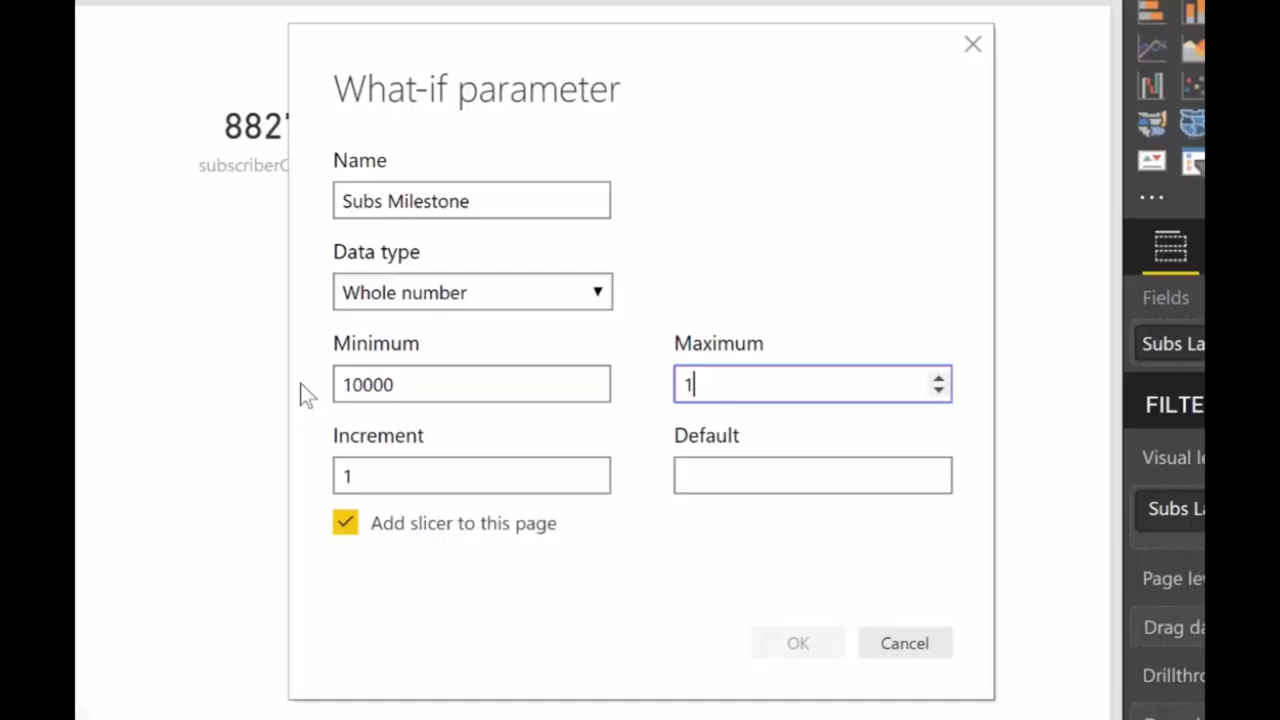 What-if parameter
882
subscriberC
Name
Subs Milestone
Data type
Whole number
Minimum
Maximum
10000
1
Increment
Default
1
Add slicer to this page
OK
Cancel
Fields
Subs La
FILTE
Visual le
Subs La
Page lev
Drag da
Drillthro